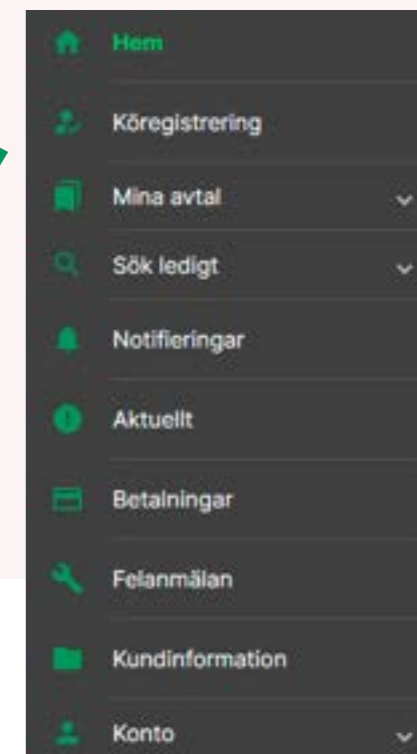 Hem
Köregistrering
Mina avtal
Sök ledigt
Notifieringar
Aktuellt
Betalningar
Felanmälan
Kundinformation
Konto